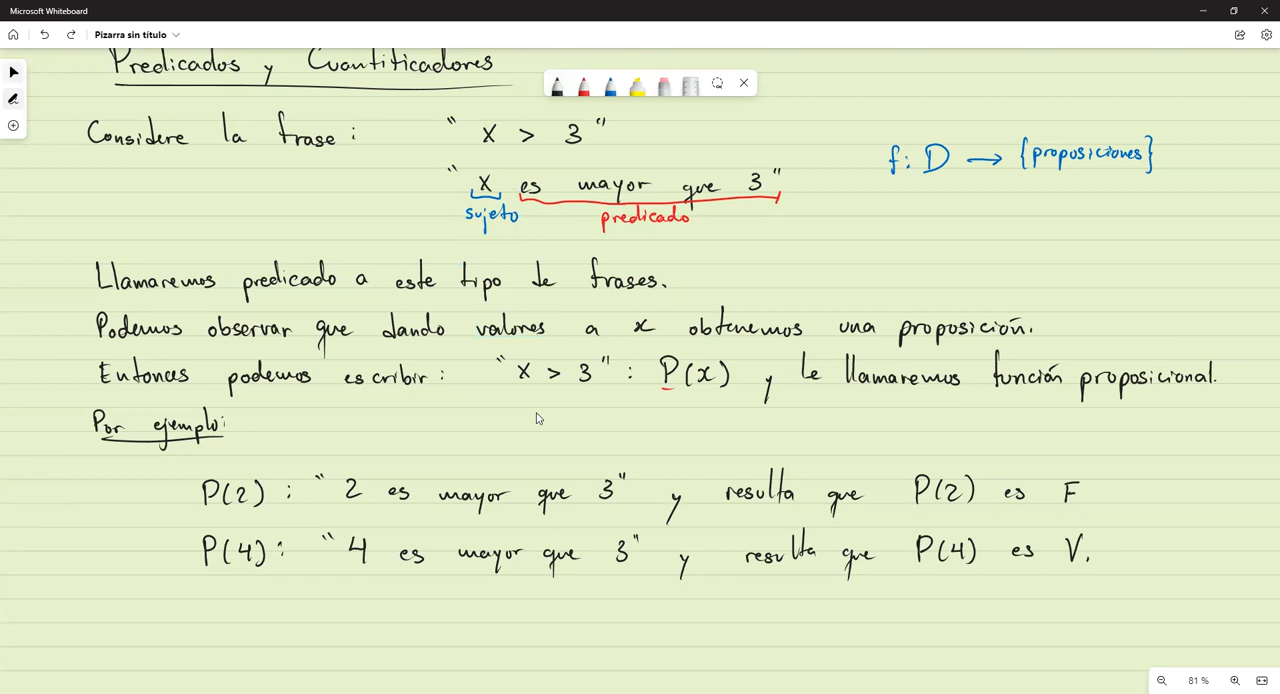 Microsoft Whiteboard
Pizarra sin título
Predicados y Cuantificadores
Considere la frase: " x > 3 "
" x es mayor que 3 "
sujeto predicado
f: D → {proposiciones}
Llamaremos predicado a este tipo de frases.
Podemos observar que dando valores a x obtenemos una proposición.
Entonces podemos escribir: " x > 3 " : P(x) y le llamaremos función proposicional.
Por ejemplo:
P(2) : " 2 es mayor que 3 " y resulta que P(2) es F
P(4) : " 4 es mayor que 3 " y resulta que P(4) es V.
81 %